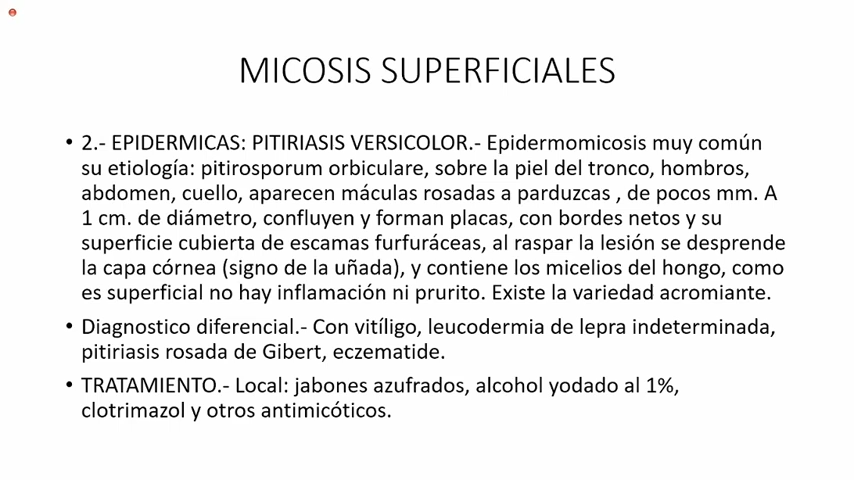 MICOSIS SUPERFICIALES
• 2.- EPIDERMICAS: PITIRIASIS VERSICOLOR.- Epidermomicosis muy común
su etiología: pitirosporum orbiculare, sobre la piel del tronco, hombros,
abdomen, cuello, aparecen máculas rosadas a parduzcas , de pocos mm. A
1 cm. de diámetro, confluyen y forman placas, con bordes netos y su
superficie cubierta de escamas furfuráceas, al raspar la lesión se desprende
la capa córnea (signo de la uñada), y contiene los micelios del hongo, como
es superficial no hay inflamación ni prurito. Existe la variedad acromiante.
• Diagnostico diferencial.- Con vitíligo, leucodermia de lepra indeterminada,
pitiriasis rosada de Gibert, eczematide.
• TRATAMIENTO.- Local: jabones azufrados, alcohol yodado al 1%,
clotrimazol y otros antimicóticos.